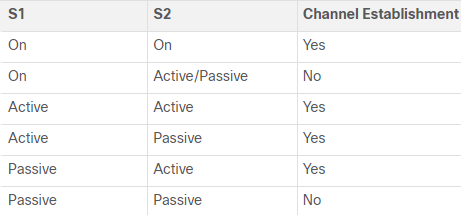 S1 S2 Channel Establishment
On On Yes
On Active/Passive No
Active Active Yes
Active Passive Yes
Passive Active Yes
Passive Passive No